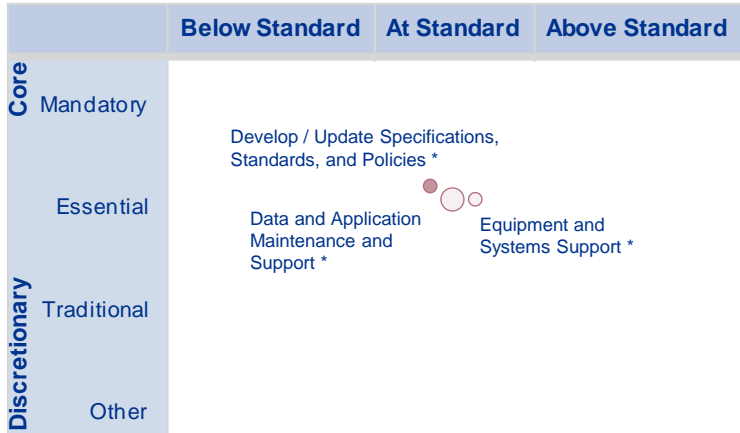 Below Standard At Standard Above Standard
Core
Mandatory
Develop / Update Specifications,
Standards, and Policies *
Essential
Data and Application
Maintenance and
Support *
Equipment and
Systems Support *
Discretionary
Traditional
Other